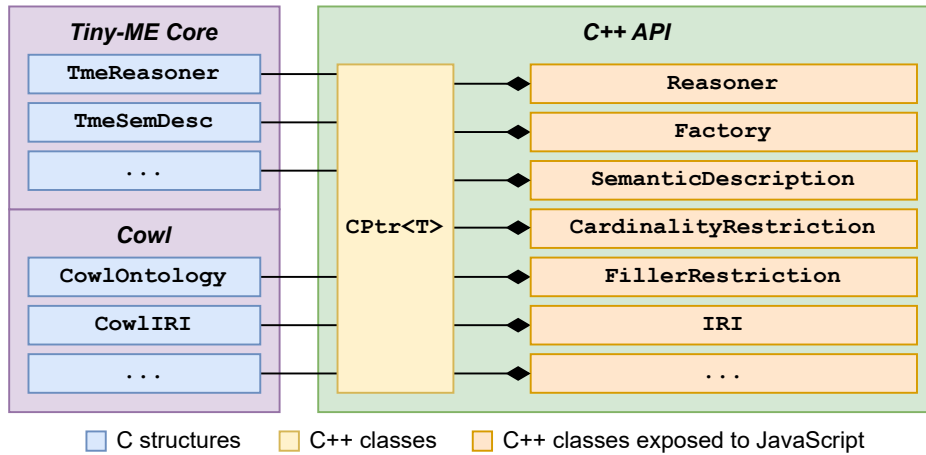 Tiny-ME Core
TmeReasoner
TmeSemDesc
...
Cowl
CowlOntology
CowlIRI
...
C++ API
CPtr<T>
Reasoner
Factory
SemanticDescription
CardinalityRestriction
FillerRestriction
IRI
...
C structures
C++ classes
C++ classes exposed to JavaScript